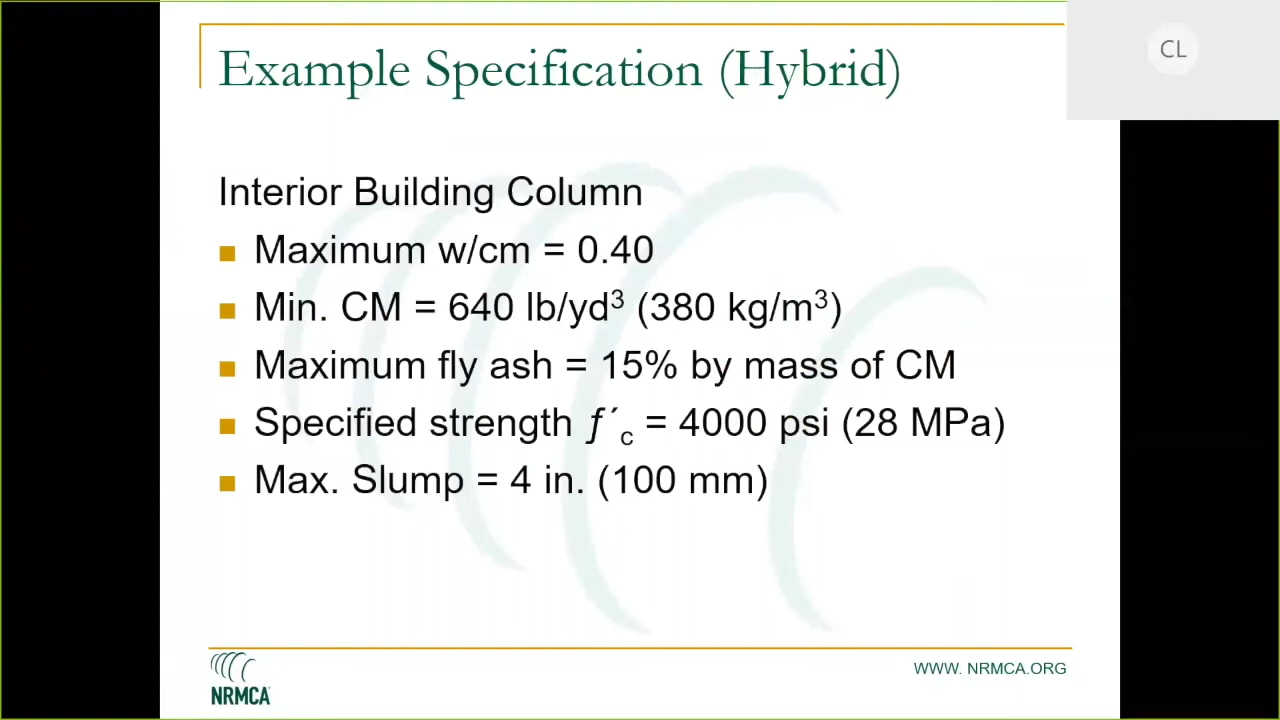 CL
Example Specification (Hybrid)
Interior Building Column
Maximum w/cm = 0.40
Min. CM = 640 lb/yd³ (380 kg/m³)
Maximum fly ash = 15% by mass of CM
Specified strength ƒ´c = 4000 psi (28 MPa)
Max. Slump = 4 in. (100 mm)
NRMCA
WWW. NRMCA.ORG